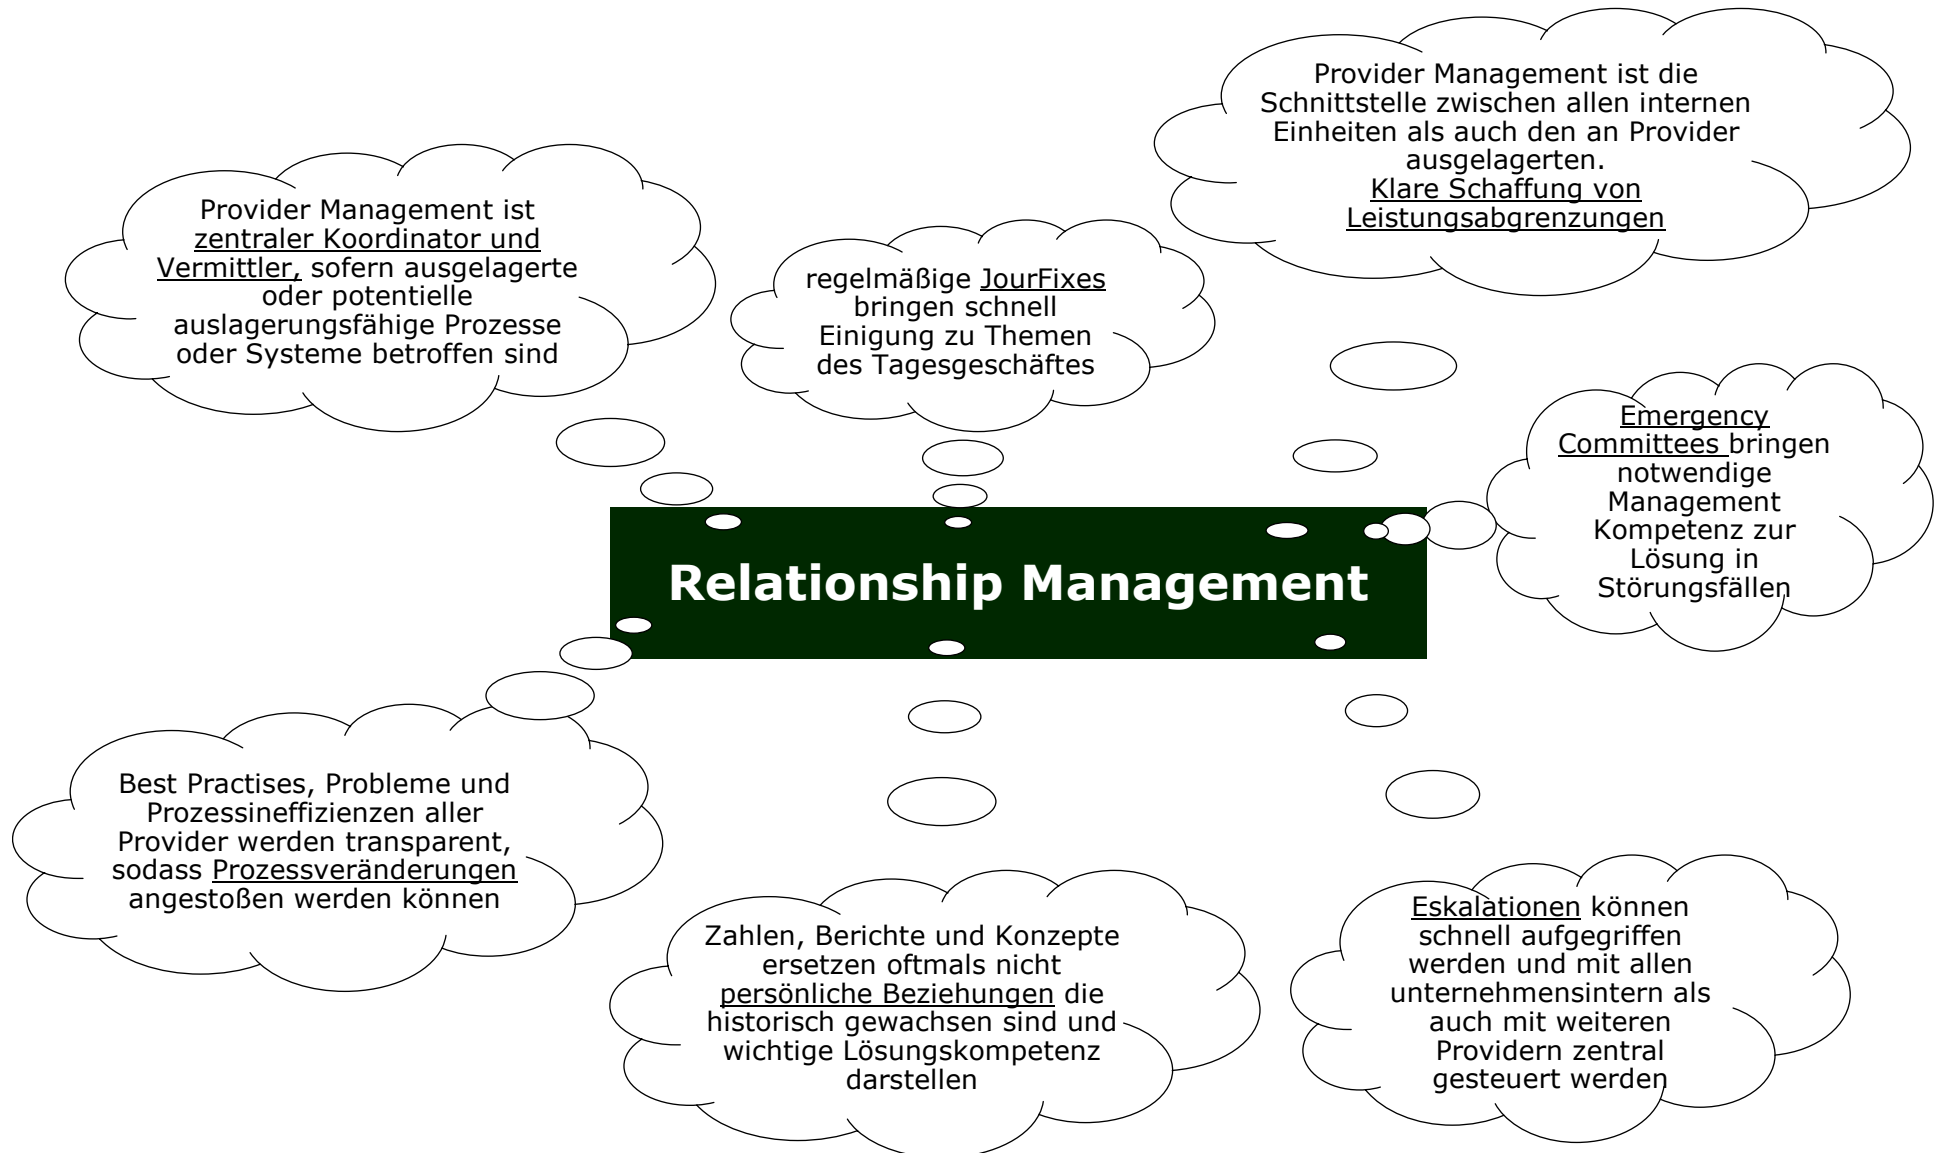 Provider Management ist die
Schnittstelle zwischen allen internen
Einheiten als auch den an Provider
ausgelagerten.
Klare Schaffung von
Leistungsabgrenzungen
Provider Management ist
zentraler Koordinator und
Vermittler, sofern ausgelagerte
oder potentielle
auslagerungsfähige Prozesse
oder Systeme betroffen sind
regelmäßige JourFixes
bringen schnell
Einigung zu Themen
des Tagesgeschäftes
Emergency
Committees bringen
notwendige
Management
Kompetenz zur
Lösung in
Störungsfällen
Relationship Management
Best Practises, Probleme und
Prozessineffizienzen aller
Provider werden transparent,
sodass Prozessveränderungen
angestoßen werden können
Zahlen, Berichte und Konzepte
ersetzen oftmals nicht
persönliche Beziehungen die
historisch gewachsen sind und
wichtige Lösungskompetenz
darstellen
Eskalationen können
schnell aufgegriffen
werden und mit allen
unternehmensintern als
auch mit weiteren
Providern zentral
gesteuert werden